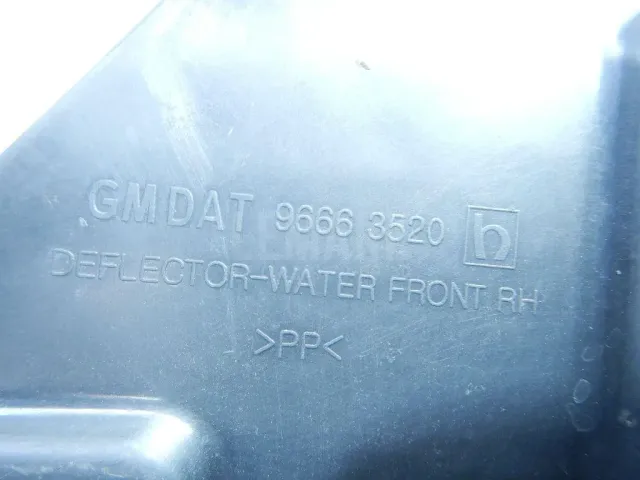 GMDAT 9666 3520 h
DEFLECTOR-WATER FRONT RH
>PP<